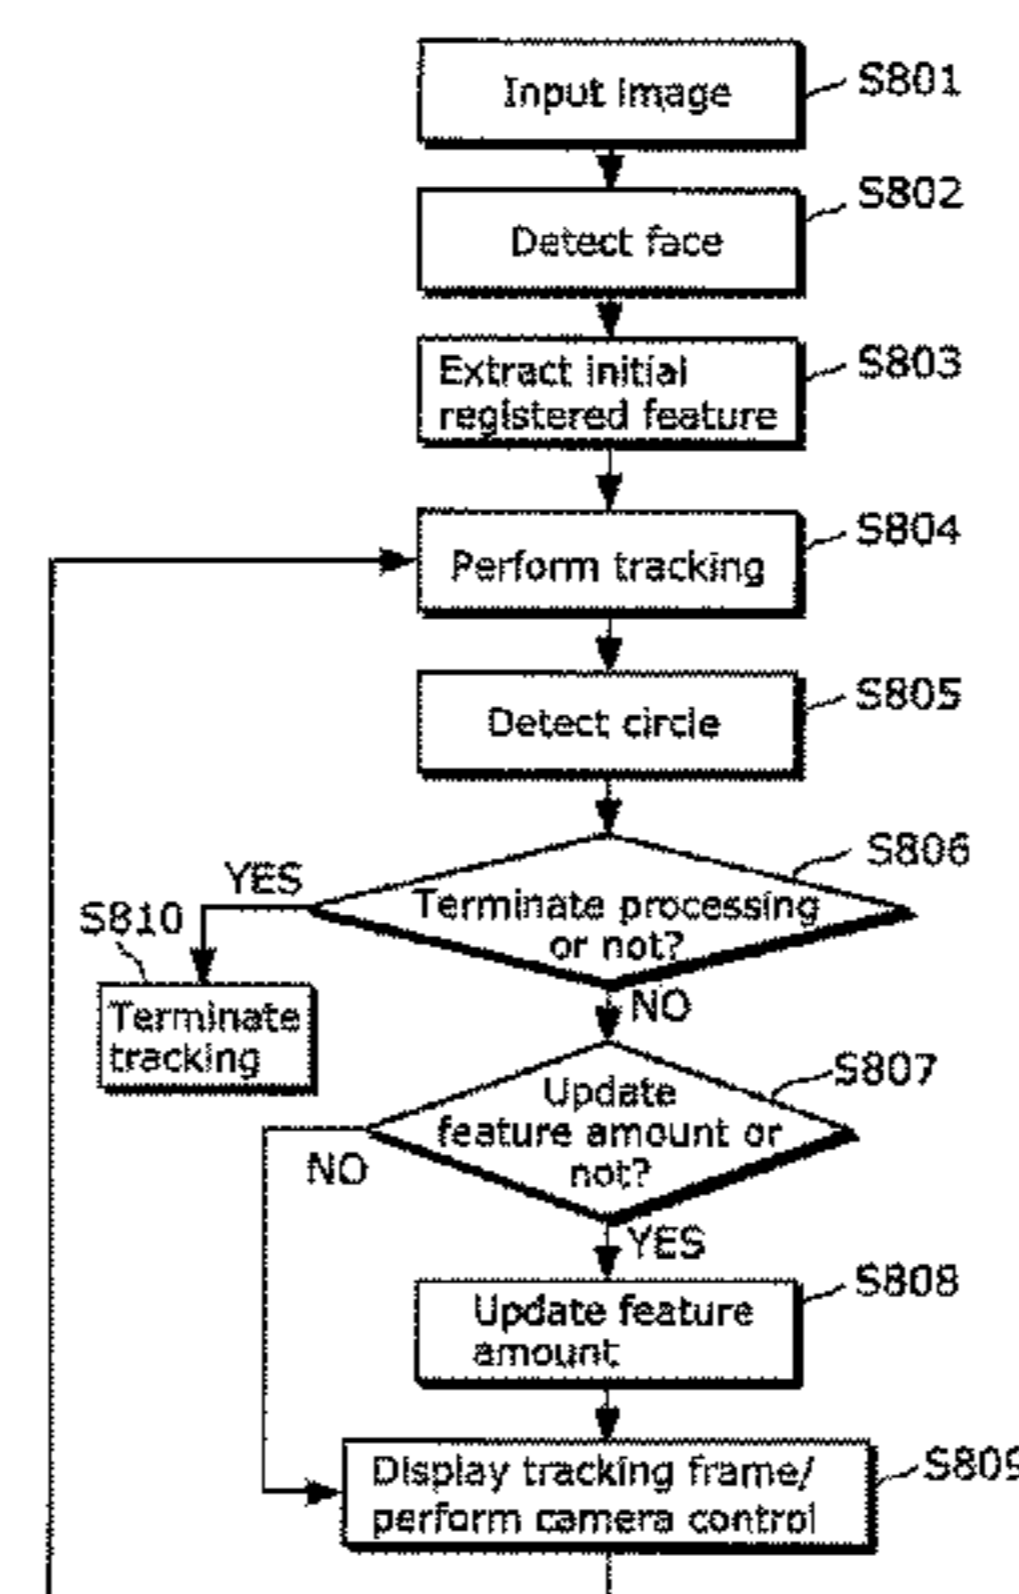 Input image
S801
Detect face
S802
Extract initial
registered feature
S803
Perform tracking
S804
Detect circle
S805
Terminate processing
or not?
S806
YES
S810
Terminate
tracking
NO
Update
feature amount or
not?
S807
NO
YES
Update feature
amount
S808
Display tracking frame/
perform camera control
S809